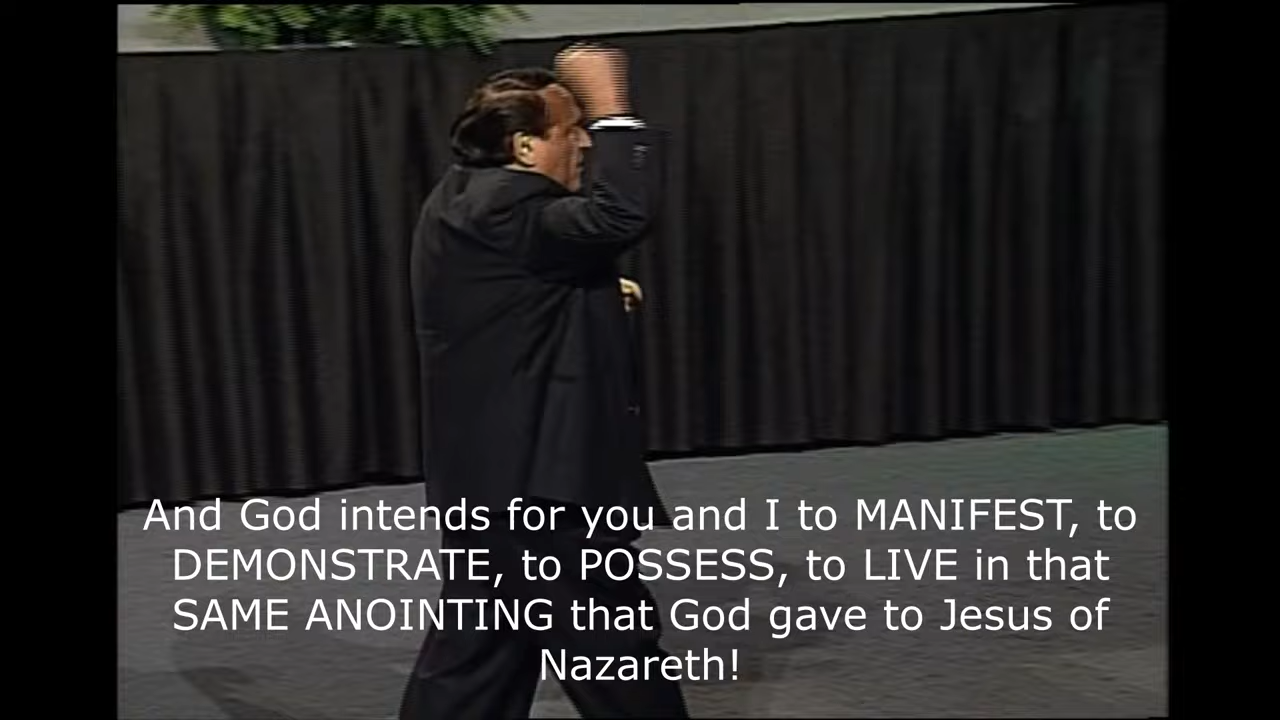 And God intends for you and I to MANIFEST, to
DEMONSTRATE, to POSSESS, to LIVE in that
SAME ANOINTING that God gave to Jesus of
Nazareth!